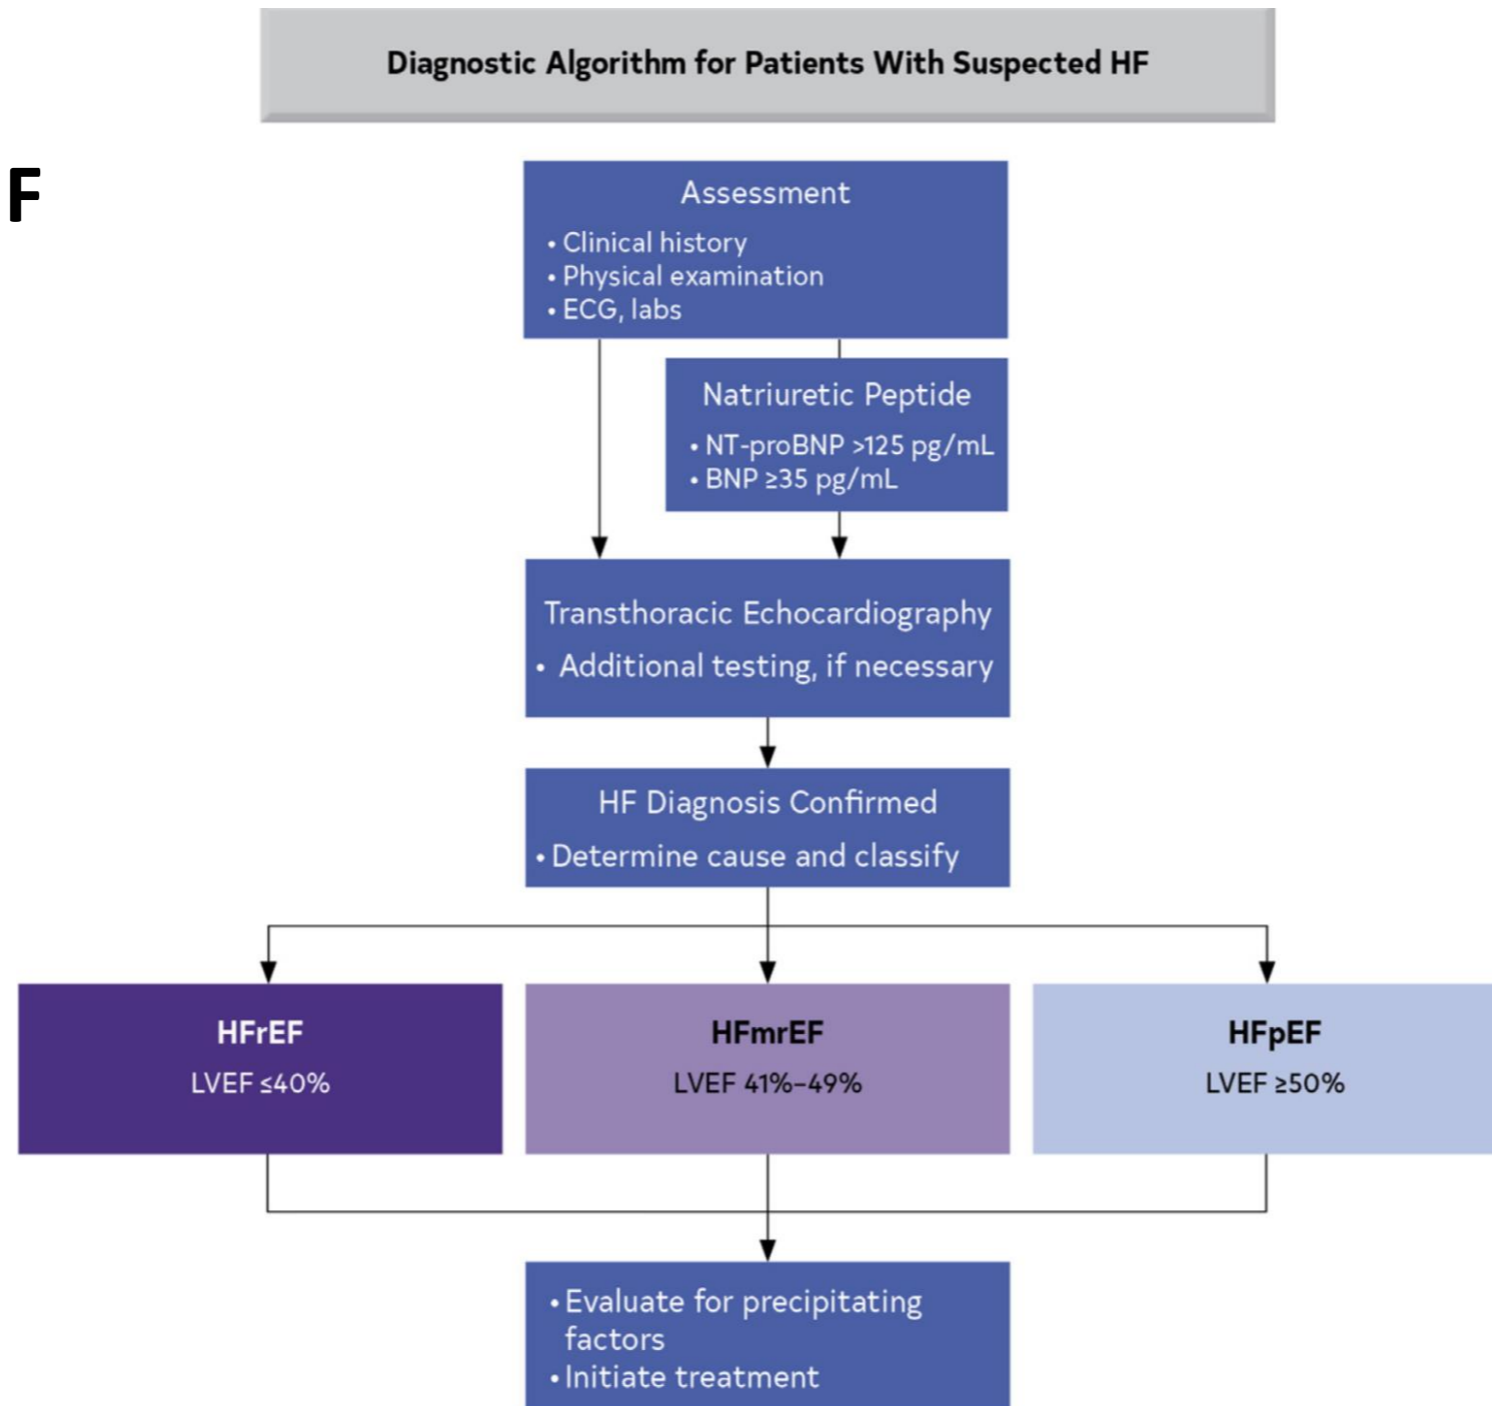 Diagnostic Algorithm for Patients With Suspected HF
F
Assessment
• Clinical history
• Physical examination
• ECG, labs
Natriuretic Peptide
• NT-proBNP >125 pg/mL
• BNP ≥35 pg/mL
Transthoracic Echocardiography
• Additional testing, if necessary
HF Diagnosis Confirmed
• Determine cause and classify
HFrEF
LVEF ≤40%
HFmrEF
LVEF 41%–49%
HFpEF
LVEF ≥50%
• Evaluate for precipitating
factors
• Initiate treatment